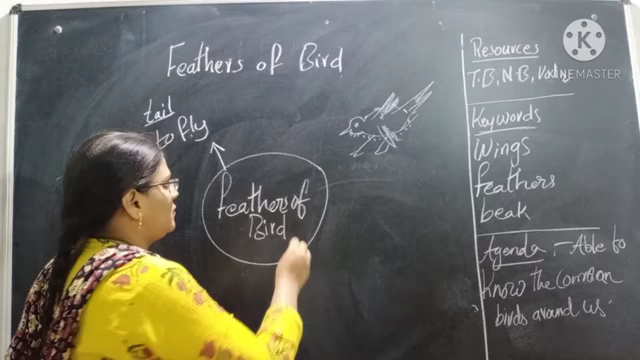 Feathers of Bird
tail
to fly
Feathers of
Bird
Resources
T.B, N.B,
Keywords
Wings
feathers
beak
Agenda :- Able to
know the common
birds around us.
KINEMASTER